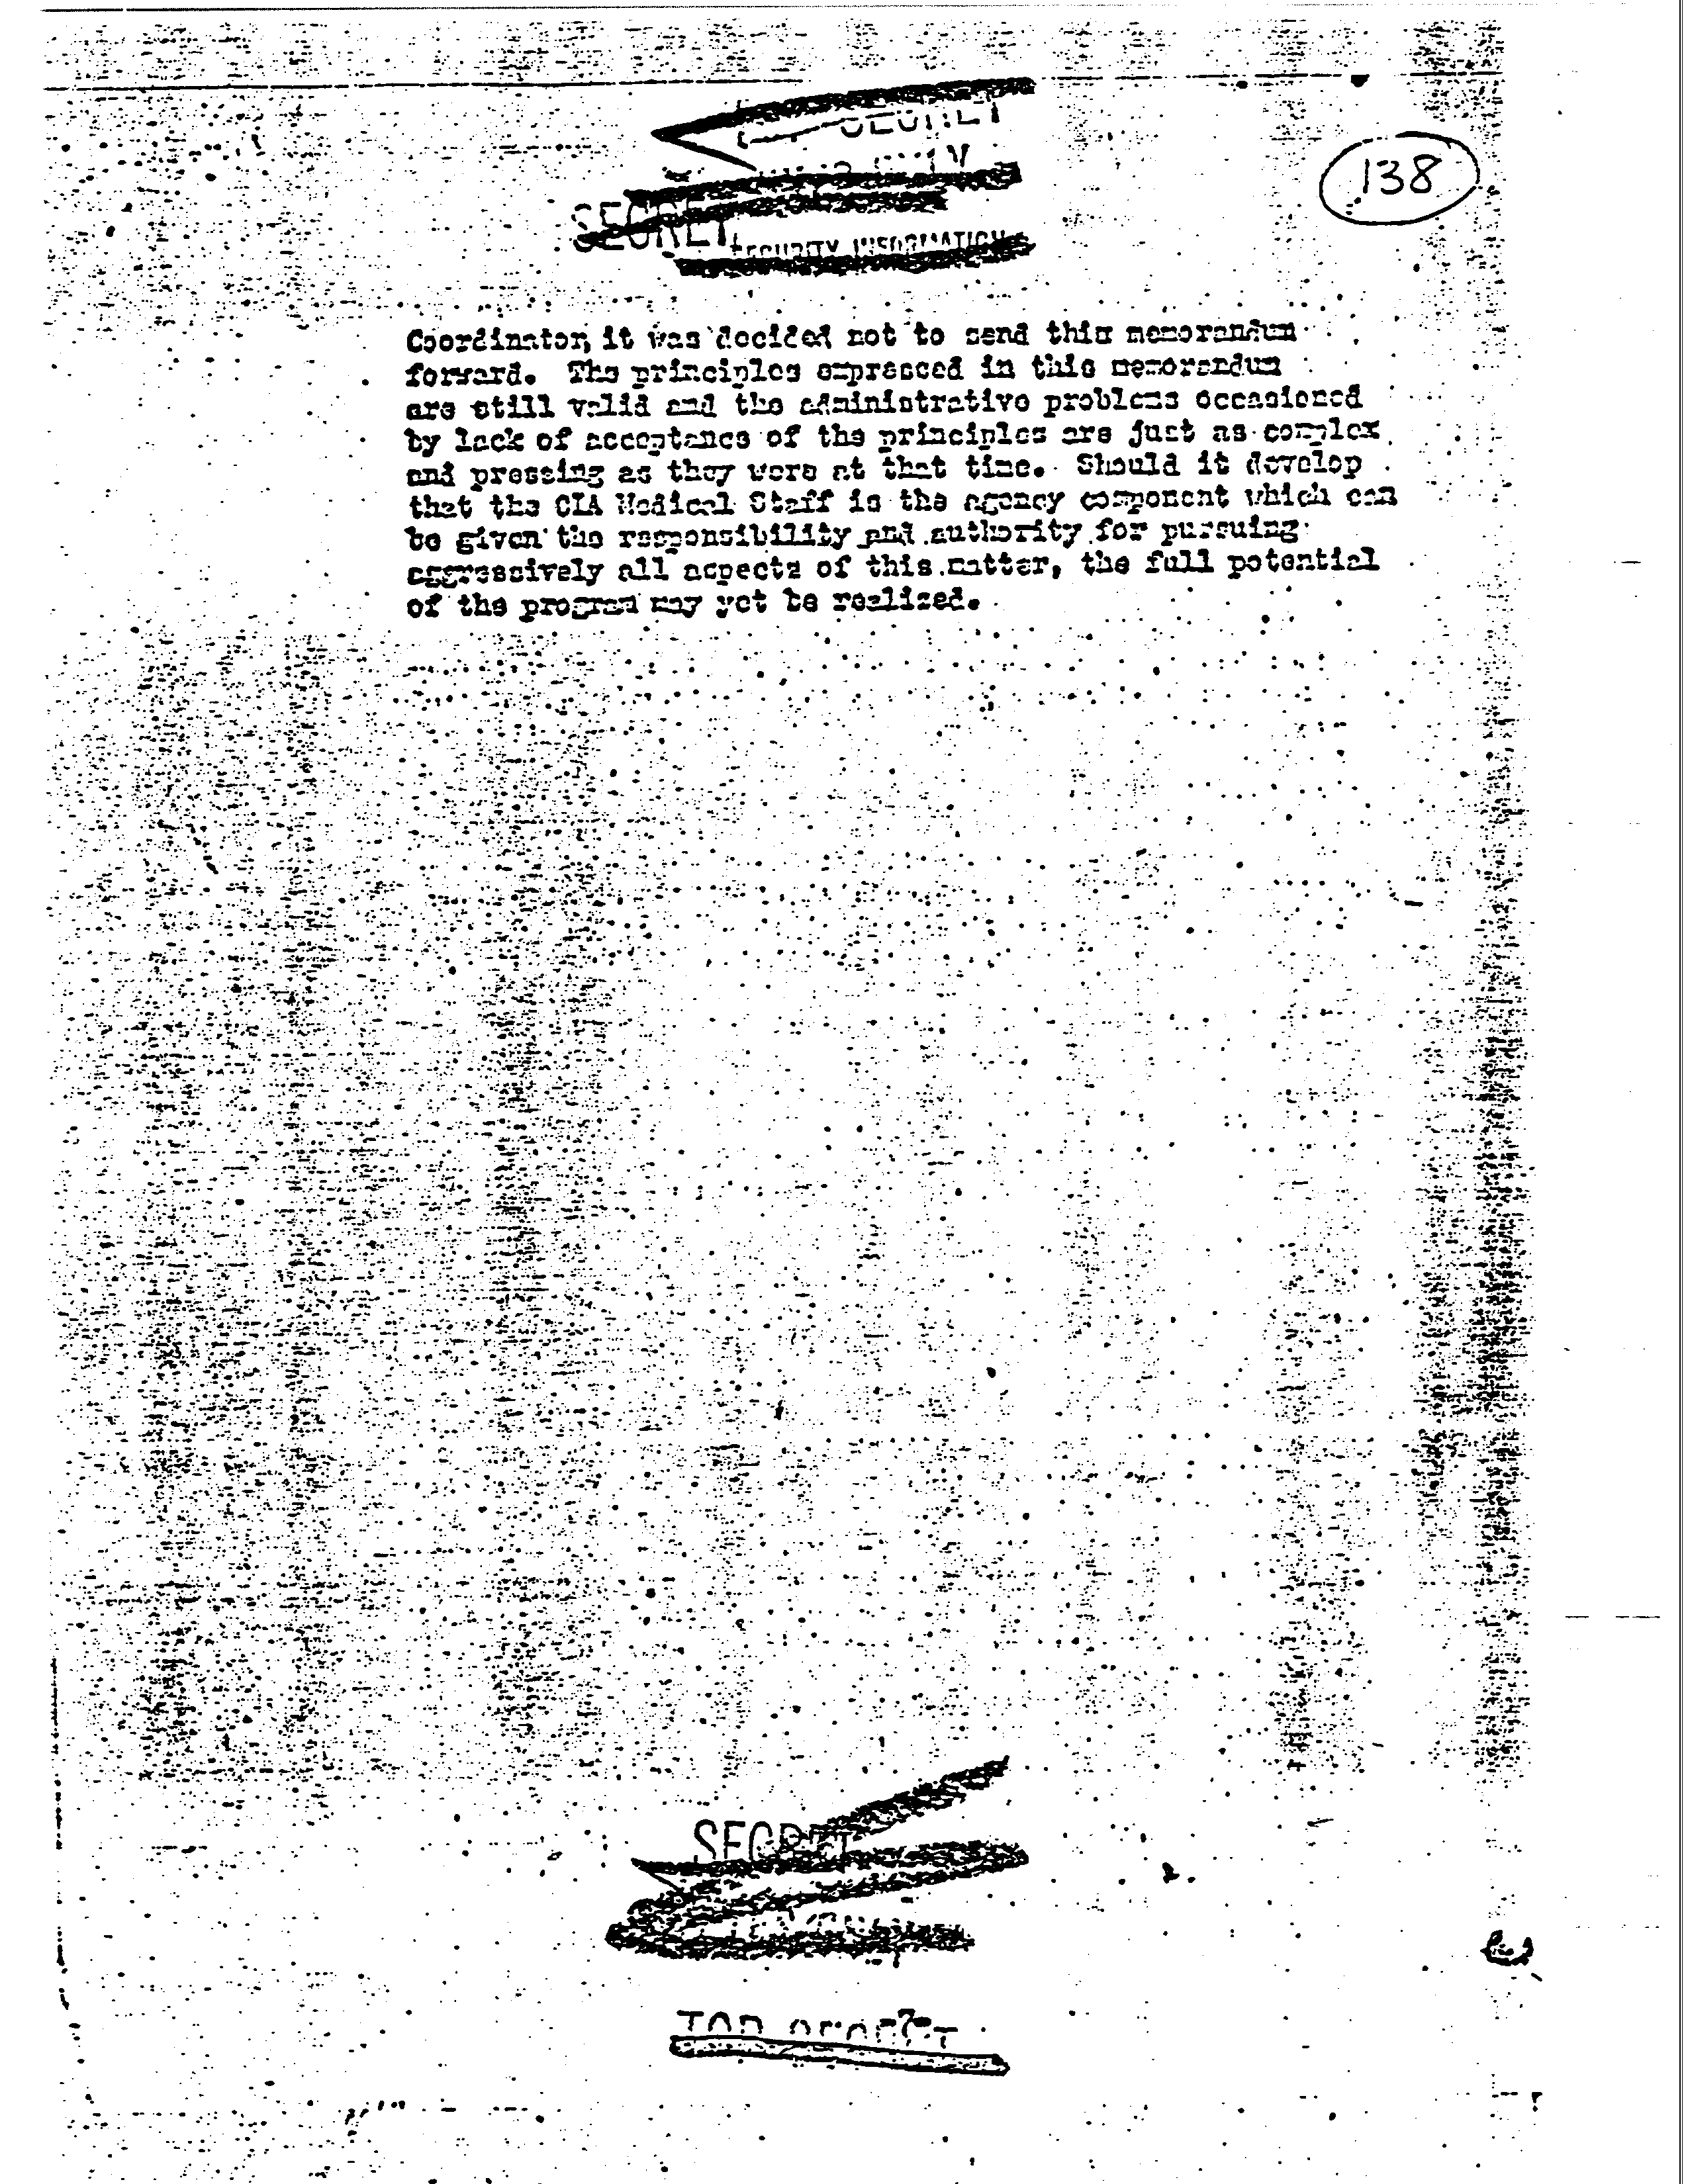 SECRET
138
SECRET
SECURITY INFORMATION
Coordinator, it was decided not to send this memorandum
forward. The principles expressed in this memorandum
are still valid and the administrative problems occasioned
by lack of acceptance of the principles are just as complex
and pressing as they were at that time. Should it develop
that the CIA Medical Staff is the agency component which can
be given the responsibility and authority for pursuing
aggressively all aspects of this matter, the full potential
of the program may yet be realized.
SECRET
TOP SECRET